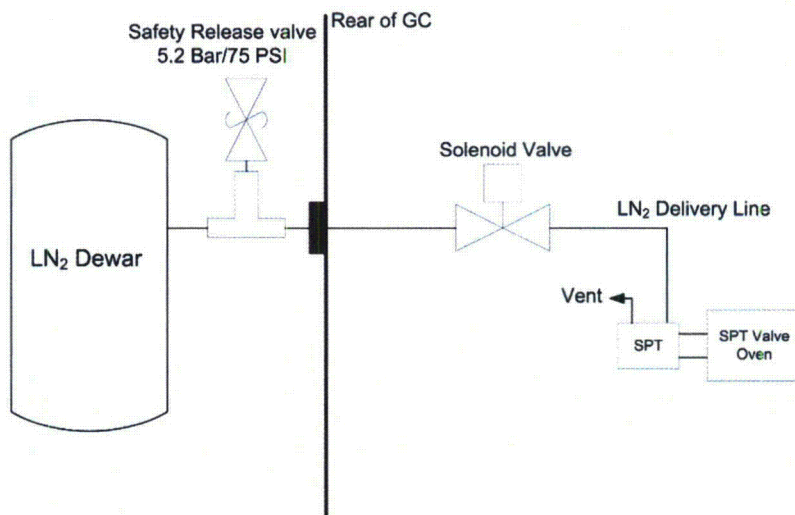 Safety Release valve
5.2 Bar/75 PSI
Rear of GC
Solenoid Valve
LN₂ Delivery Line
LN₂ Dewar
Vent
SPT
SPT Valve
Oven